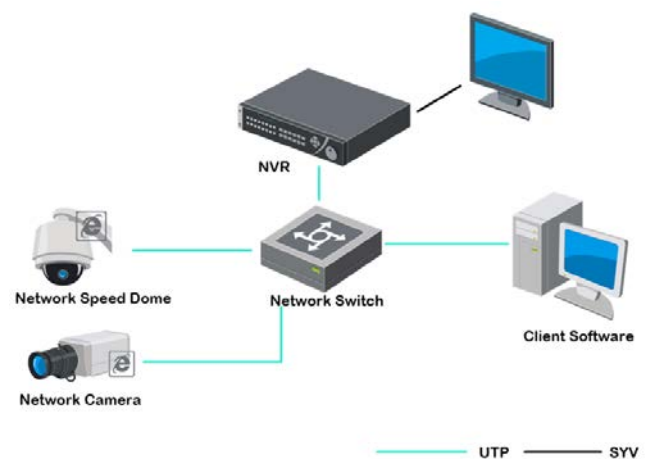 NVR
Network Speed Dome
Network Switch
Client Software
Network Camera
UTP
SYV